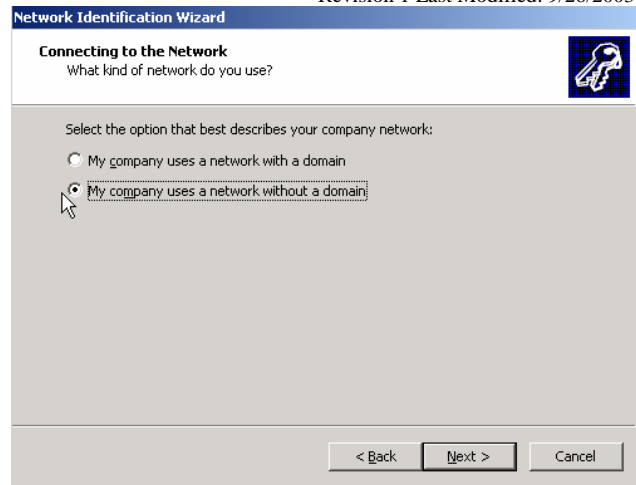 Revision 1 Last Modified: 9/26/2003
Network Identification Wizard
Connecting to the Network
What kind of network do you use?
Select the option that best describes your company network:
My company uses a network with a domain
My company uses a network without a domain
< Back Next > Cancel